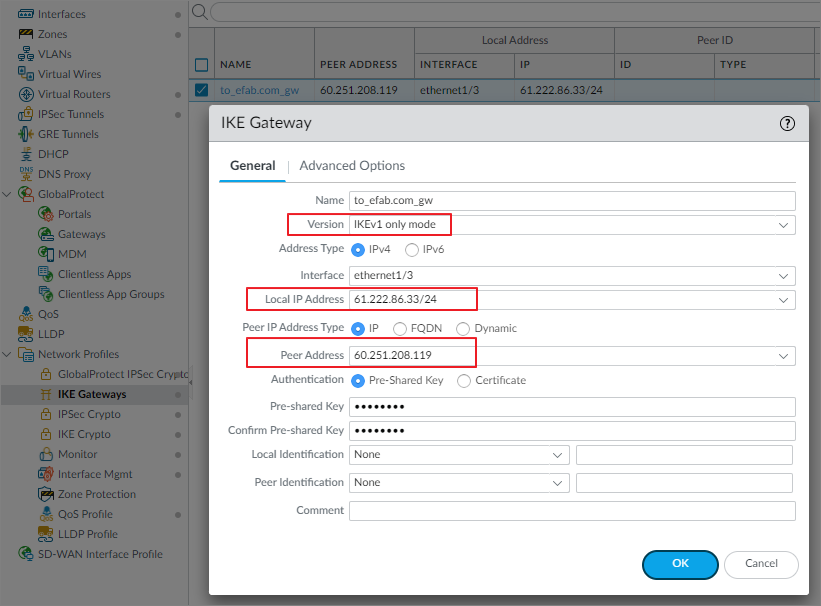 Interfaces
Zones
VLANs
Virtual Wires
Virtual Routers
IPSec Tunnels
GRE Tunnels
DHCP
DNS Proxy
GlobalProtect
Portals
Gateways
MDM
Clientless Apps
Clientless App Groups
QoS
LLDP
Network Profiles
GlobalProtect IPSec Crypto
IKE Gateways
IPSec Crypto
IKE Crypto
Monitor
Interface Mgmt
Zone Protection
QoS Profile
LLDP Profile
SD-WAN Interface Profile
Local Address Peer ID
NAME PEER ADDRESS INTERFACE IP ID TYPE
to_efab.com_gw 60.251.208.119 ethernet1/3 61.222.86.33/24
IKE Gateway
General Advanced Options
Name to_efab.com_gw
Version IKEv1 only mode
Address Type IPv4 IPv6
Interface ethernet1/3
Local IP Address 61.222.86.33/24
Peer IP Address Type IP FQDN Dynamic
Peer Address 60.251.208.119
Authentication Pre-Shared Key Certificate
Pre-shared Key ••••••••
Confirm Pre-shared Key ••••••••
Local Identification None
Peer Identification None
Comment
OK Cancel